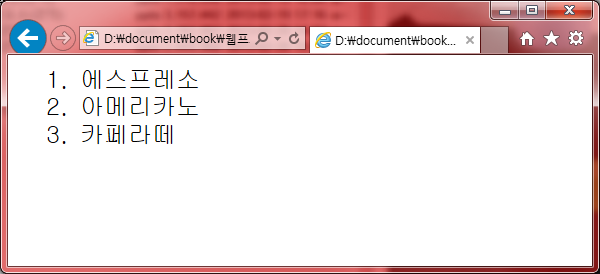 D:₩document₩book₩웹프
D:₩document₩book...
1. 에스프레소
2. 아메리카노
3. 카페라떼